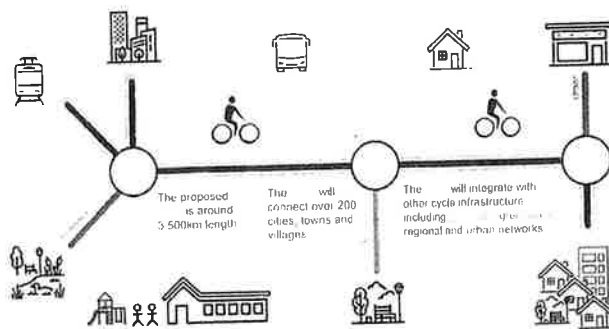 The proposed
is around
3 500km length
The will
connect over 200
cities, towns and
villages
The will integrate with
other cycle infrastructure
including
regional and urban networks